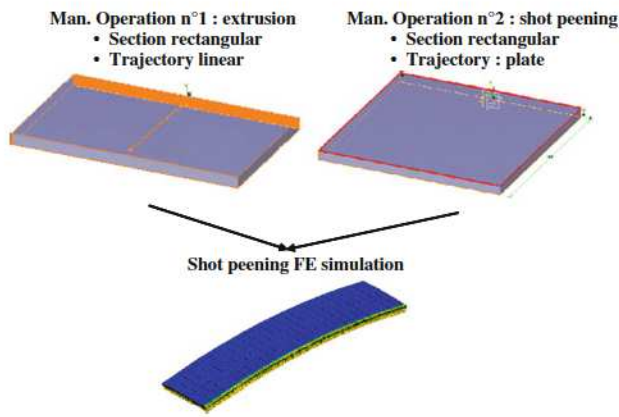 Man. Operation n°1 : extrusion
• Section rectangular
• Trajectory linear
Man. Operation n°2 : shot peening
• Section rectangular
• Trajectory : plate
Shot peening FE simulation